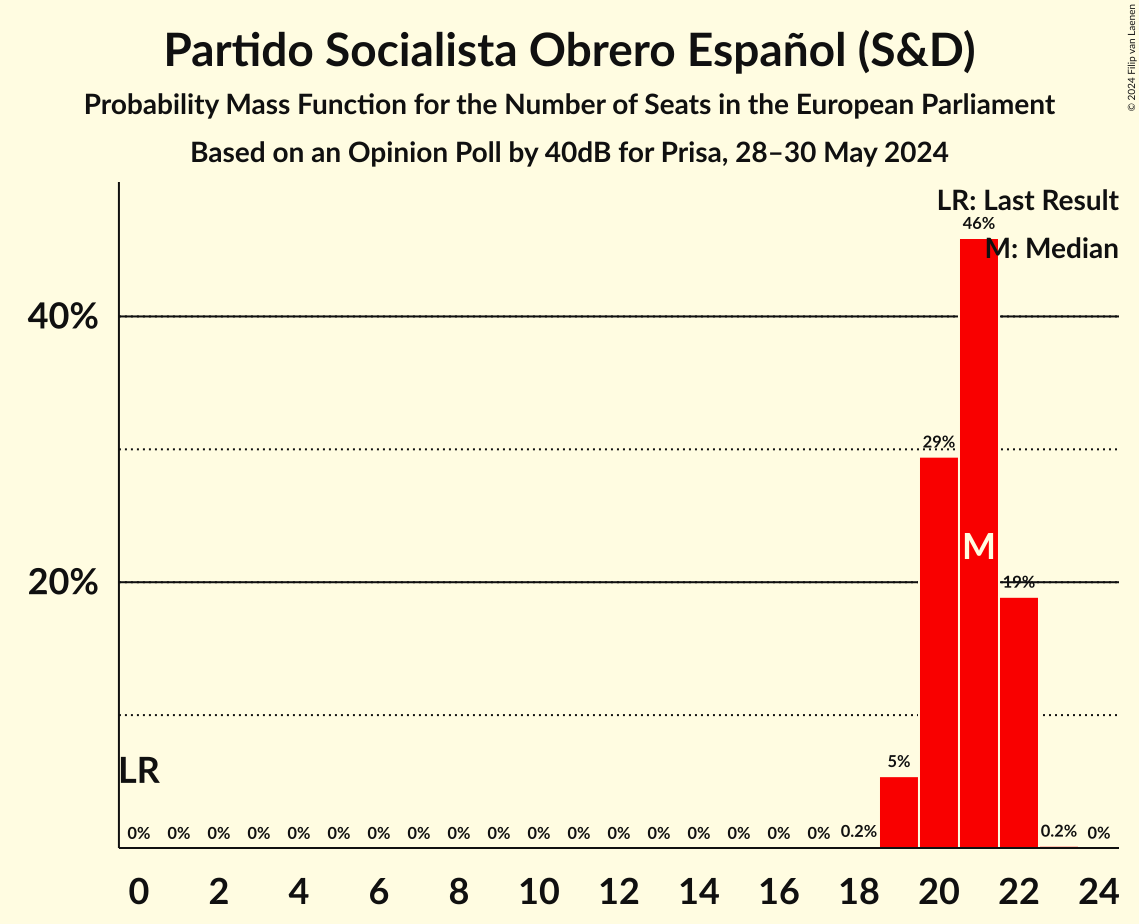 Partido Socialista Obrero Español (S&D)
Probability Mass Function for the Number of Seats in the European Parliament
Based on an Opinion Poll by 40dB for Prisa, 28–30 May 2024
© 2024 Filip van Laenen
LR: Last Result
M: Median
46%
40%
29%
M
20%
19%
LR
5%
0% 0% 0% 0% 0% 0% 0% 0% 0% 0% 0% 0% 0% 0% 0% 0% 0% 0% 0.2% 0.2% 0%
0 2 4 6 8 10 12 14 16 18 20 22 24